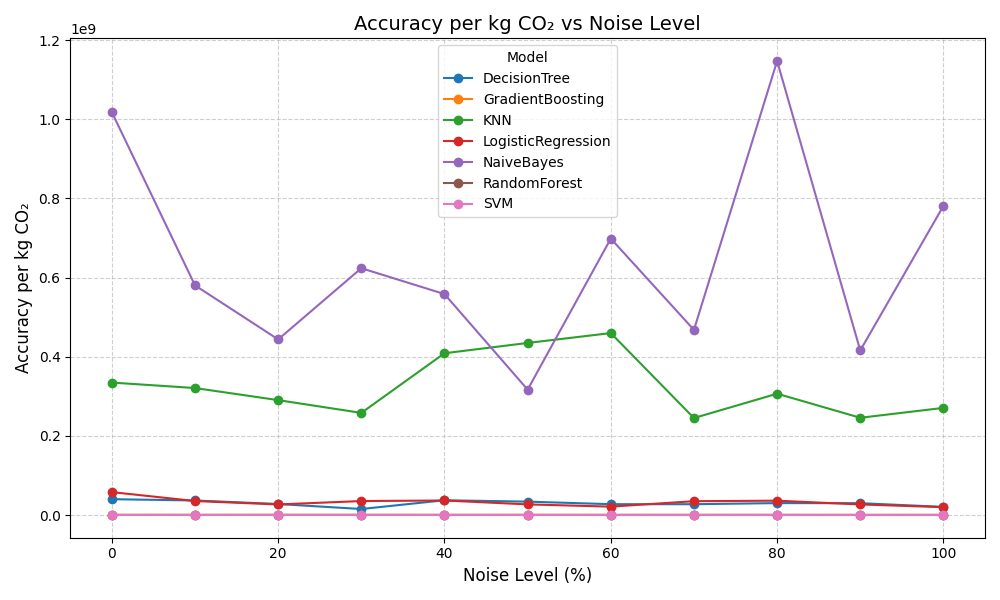 Accuracy per kg CO₂ vs Noise Level
1e9
1.2
1.0
0.8
0.6
0.4
0.2
0.0
Accuracy per kg CO₂
Model
DecisionTree
GradientBoosting
KNN
LogisticRegression
NaiveBayes
RandomForest
SVM
0 20 40 60 80 100
Noise Level (%)